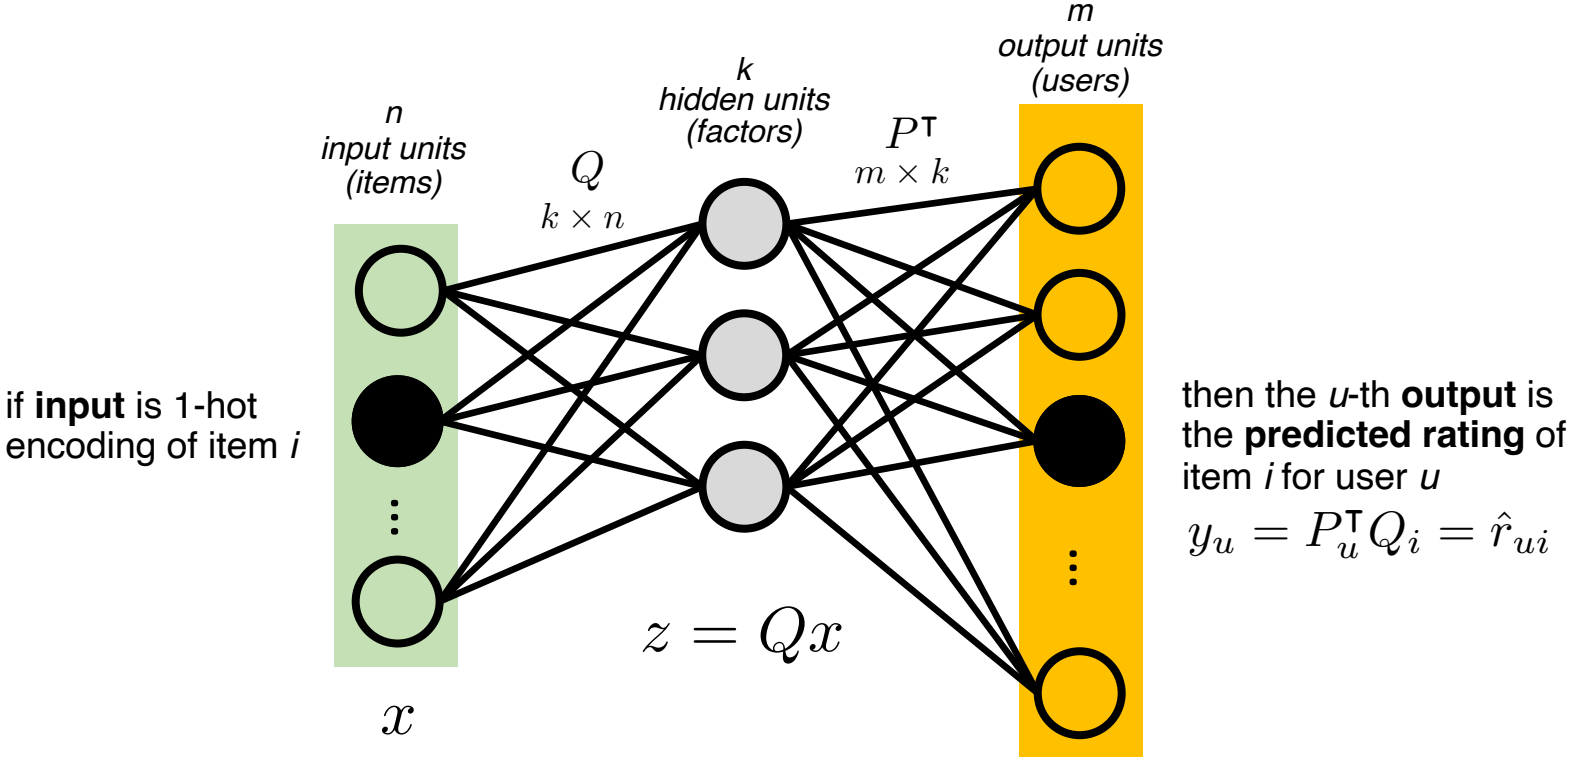 m
output units
(users)
k
hidden units
(factors)
n
input units
(items)
Q
k × n
P⊤
m × k
if input is 1-hot
encoding of item i
⋮
⋮
then the u-th output is
the predicted rating of
item i for user u
y_u = P_u^⊤ Q_i = r̂_ui
z = Qx
x